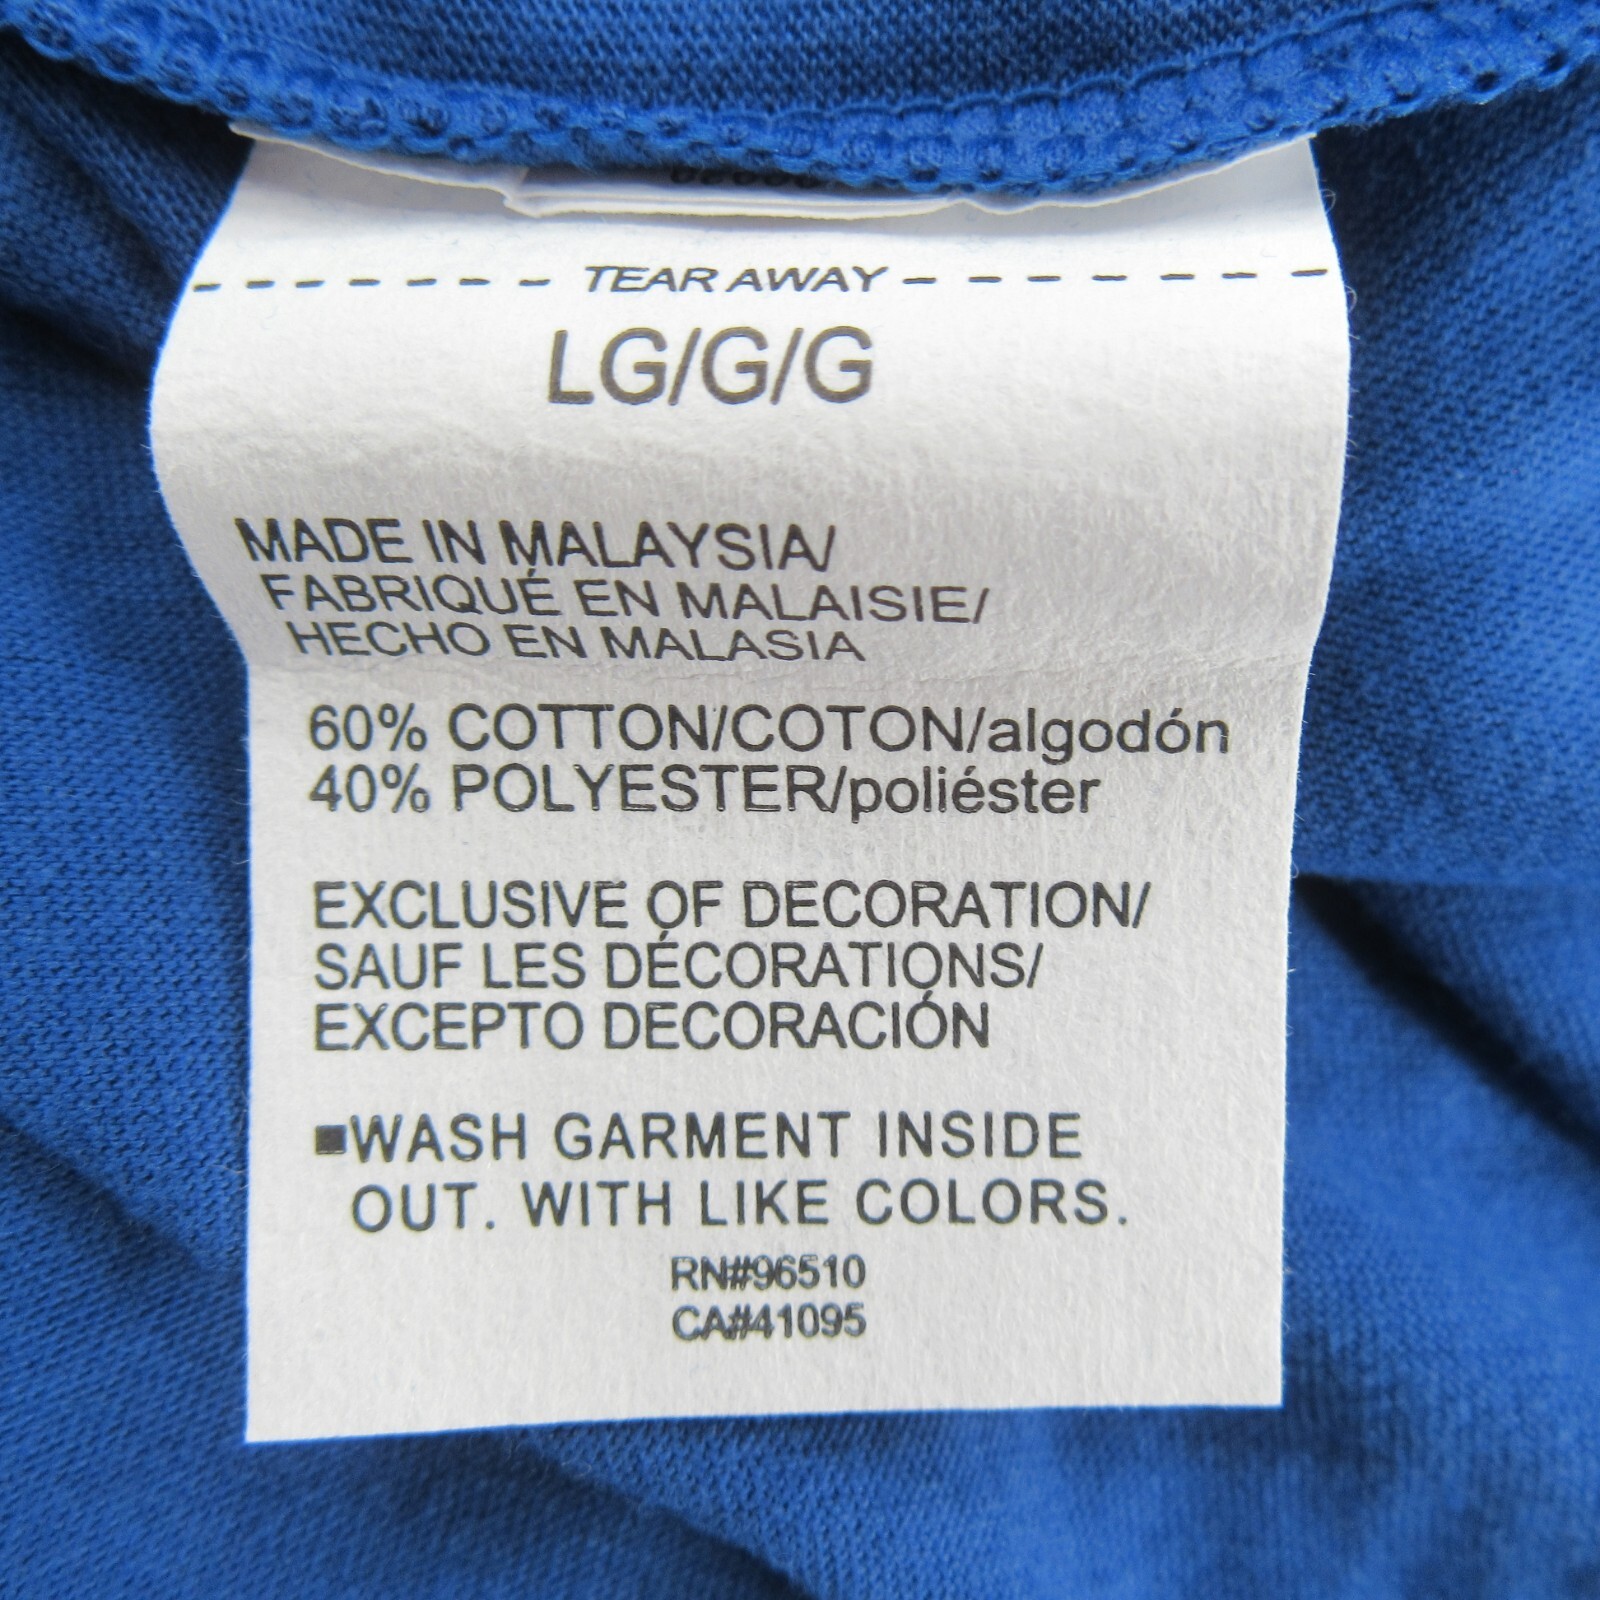 TEAR AWAY
LG/G/G
MADE IN MALAYSIA/
FABRIQUÉ EN MALAISIE/
HECHO EN MALASIA
60% COTTON/COTON/algodón
40% POLYESTER/poliéster
EXCLUSIVE OF DECORATION/
SAUF LES DÉCORATIONS/
EXCEPTO DECORACIÓN
■WASH GARMENT INSIDE
OUT. WITH LIKE COLORS.
RN#96510
CA#41095